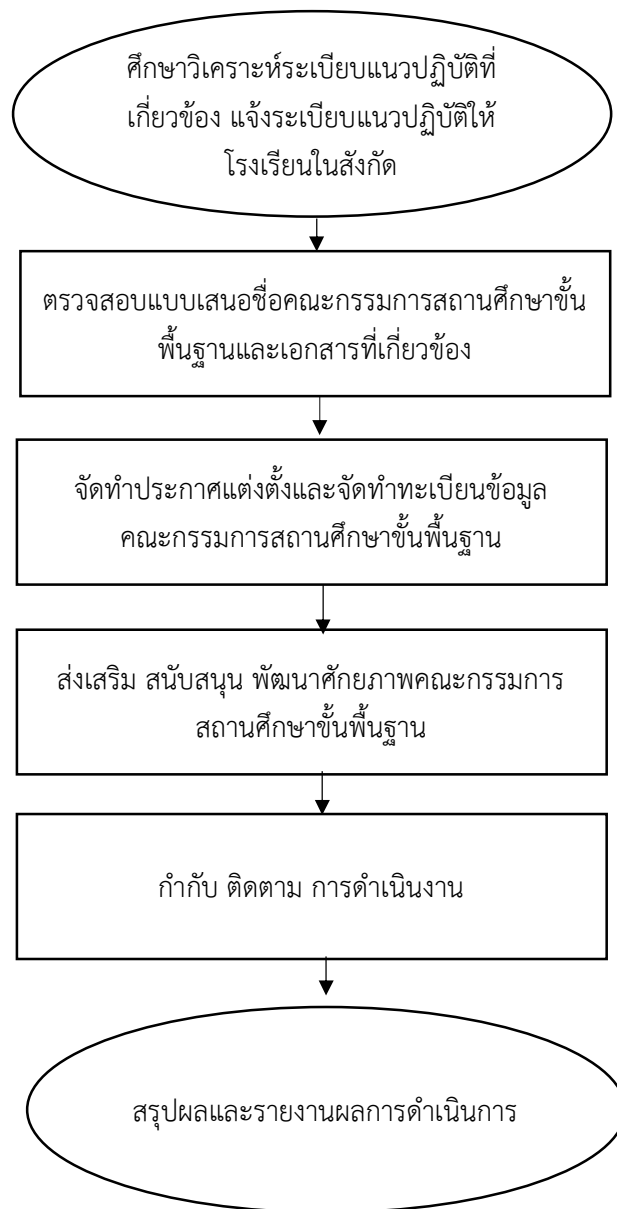 ศึกษาวิเคราะห์ระเบียบแนวปฏิบัติที่
เกี่ยวข้อง แจ้งระเบียบแนวปฏิบัติให้
โรงเรียนในสังกัด
ตรวจสอบแบบเสนอชื่อคณะกรรมการสถานศึกษาขั้น
พื้นฐานและเอกสารที่เกี่ยวข้อง
จัดทำประกาศแต่งตั้งและจัดทำทะเบียนข้อมูล
คณะกรรมการสถานศึกษาขั้นพื้นฐาน
ส่งเสริม สนับสนุน พัฒนาศักยภาพคณะกรรมการ
สถานศึกษาขั้นพื้นฐาน
กำกับ ติดตาม การดำเนินงาน
สรุปผลและรายงานผลการดำเนินการ